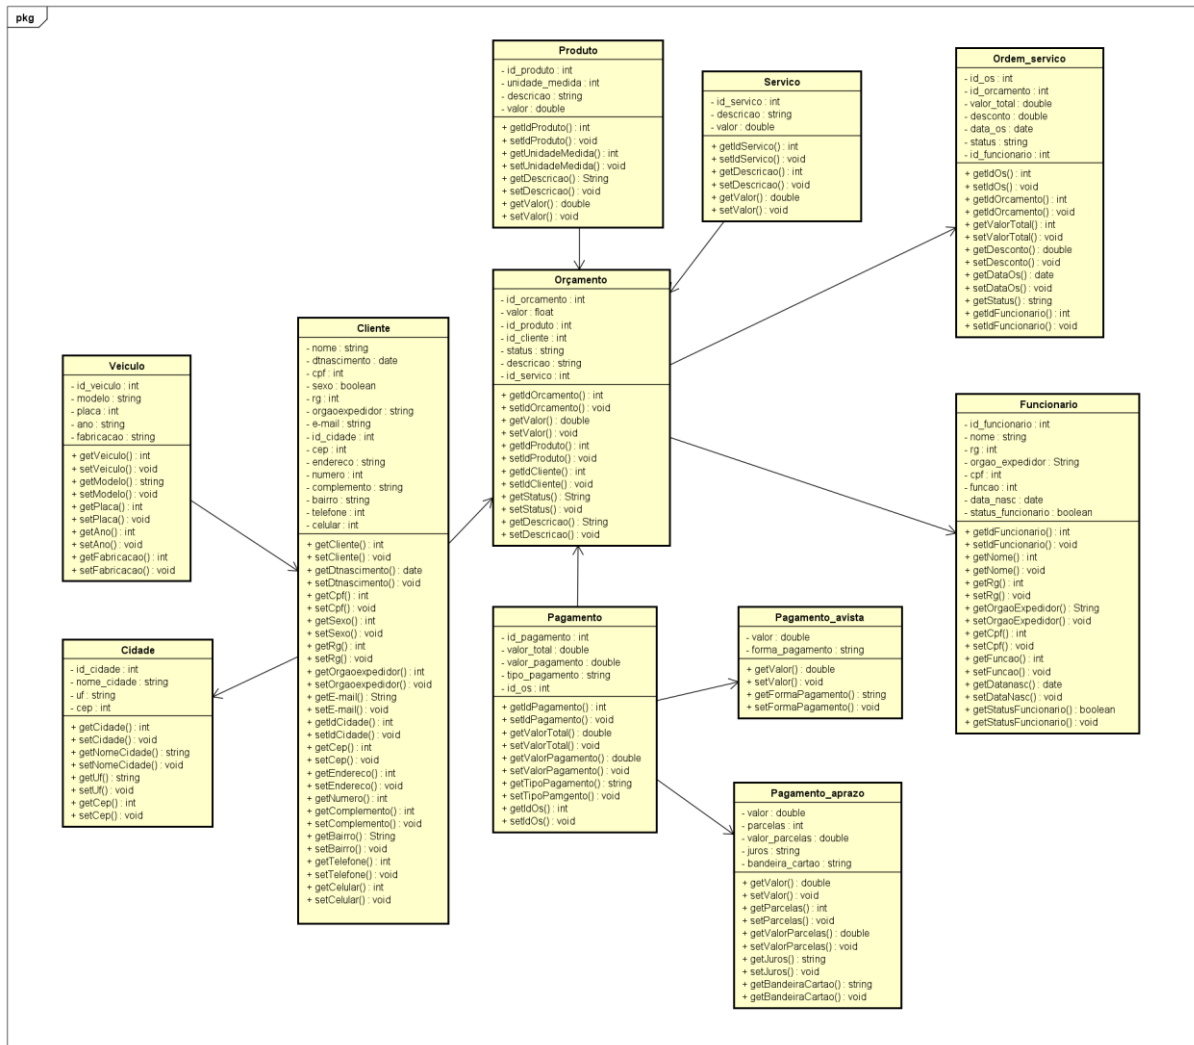 pkg
Produto
- id_produto : int
- unidade_medida : int
- descricao : string
- valor : double
+ getIdProduto() : int
+ setIdProduto() : void
+ getUnidadeMedida() : int
+ setUnidadeMedida() : void
+ getDescricao() : String
+ setDescricao() : void
+ getValor() : double
+ setValor() : void
Servico
- id_servico : int
- descricao : string
- valor : double
+ getIdServico() : int
+ setIdServico() : void
+ getDescricao() : int
+ setDescricao() : void
+ getValor() : double
+ setValor() : void
Ordem_servico
- id_os : int
- id_orcamento : int
- valor_total : double
- desconto : double
- data_os : date
- status : string
- id_funcionario : int
+ getIdOs() : int
+ setIdOs() : void
+ getIdOrcamento() : int
+ getIdOrcamento() : void
+ getValorTotal() : int
+ setValorTotal() : void
+ getDesconto() : double
+ setDesconto() : void
+ getDataOs() : date
+ setDataOs() : void
+ getStatus() : string
+ getIdFuncionario() : int
+ setIdFuncionario() : void
Orçamento
- id_orcamento : int
- valor : float
- id_produto : int
- id_cliente : int
- status : string
- descricao : string
- id_servico : int
+ getIdOrcamento() : int
+ setIdOrcamento() : void
+ getValor() : double
+ setValor() : void
+ getIdProduto() : int
+ setIdProduto() : void
+ getIdCliente() : int
+ setIdCliente() : void
+ getStatus() : String
+ setStatus() : void
+ getDescricao() : String
+ setDescricao() : void
Cliente
- nome : string
- dtnascimento : date
- cpf : int
- sexo : boolean
- rg : int
- orgaoexpedidor : string
- e-mail : string
- id_cidade : int
- cep : int
- endereco : string
- numero : int
- complemento : string
- bairro : string
- telefone : int
- celular : int
+ getCliente() : int
+ setCliente() : void
+ getDtnascimento() : date
+ setDtnascimento() : void
+ getCpf() : int
+ setCpf() : void
+ getSexo() : int
+ setSexo() : void
+ getRg() : int
+ setRg() : void
+ getOrgaoexpedidor() : int
+ setOrgaoexpedidor() : void
+ getE-mail() : String
+ setE-mail() : void
+ getIdCidade() : int
+ setIdCidade() : void
+ getCep() : int
+ setCep() : void
+ getEndereco() : int
+ setEndereco() : void
+ getNumero() : int
+ getComplemento() : int
+ setComplemento() : void
+ getBairro() : String
+ setBairro() : void
+ getTelefone() : int
+ setTelefone() : void
+ getCelular() : int
+ setCelular() : void
Veiculo
- id_veiculo : int
- modelo : string
- placa : int
- ano : string
- fabricacao : string
+ getVeiculo() : int
+ setVeiculo() : void
+ getModelo() : string
+ setModelo() : void
+ getPlaca() : int
+ setPlaca() : void
+ getAno() : int
+ setAno() : void
+ getFabricacao() : int
+ setFabricacao() : void
Funcionario
- id_funcionario : int
- nome : string
- rg : int
- orgao_expedidor : String
- cpf : int
- funcao : int
- data_nasc : date
- status_funcionario : boolean
+ getIdFuncionario() : int
+ setIdFuncionario() : void
+ getNome() : int
+ getNome() : void
+ getRg() : int
+ setRg() : void
+ getOrgaoExpedidor() : String
+ setOrgaoExpedidor() : void
+ getCpf() : int
+ setCpf() : void
+ getFuncao() : int
+ setFuncao() : void
+ getDatanasc() : date
+ setDataNasc() : void
+ getStatusFuncionario() : boolean
+ getStatusFuncionario() : void
Cidade
- id_cidade : int
- nome_cidade : string
- uf : string
- cep : int
+ getCidade() : int
+ setCidade() : void
+ getNomeCidade() : string
+ setNomeCidade() : void
+ getUf() : string
+ setUf() : void
+ getCep() : int
+ setCep() : void
Pagamento
- id_pagamento : int
- valor_total : double
- valor_pagamento : double
- tipo_pagamento : string
- id_os : int
+ getIdPagamento() : int
+ setIdPagamento() : void
+ getValorTotal() : double
+ setValorTotal() : void
+ getValorPagamento() : double
+ setValorPagamento() : void
+ getTipoPagamento() : string
+ setTipoPamgento() : void
+ getIdOs() : int
+ setIdOs() : void
Pagamento_avista
- valor : double
- forma_pagamento : string
+ getValor() : double
+ setValor() : void
+ getFormaPagamento() : string
+ setFormaPagamento() : void
Pagamento_aprazo
- valor : double
- parcelas : int
- valor_parcelas : double
- juros : string
- bandeira_cartao : string
+ getValor() : double
+ setValor() : void
+ getParcelas() : int
+ setParcelas() : void
+ getValorParcelas() : double
+ setValorParcelas() : void
+ getJuros() : string
+ setJuros() : void
+ getBandeiraCartao() : string
+ getBandeiraCartao() : void